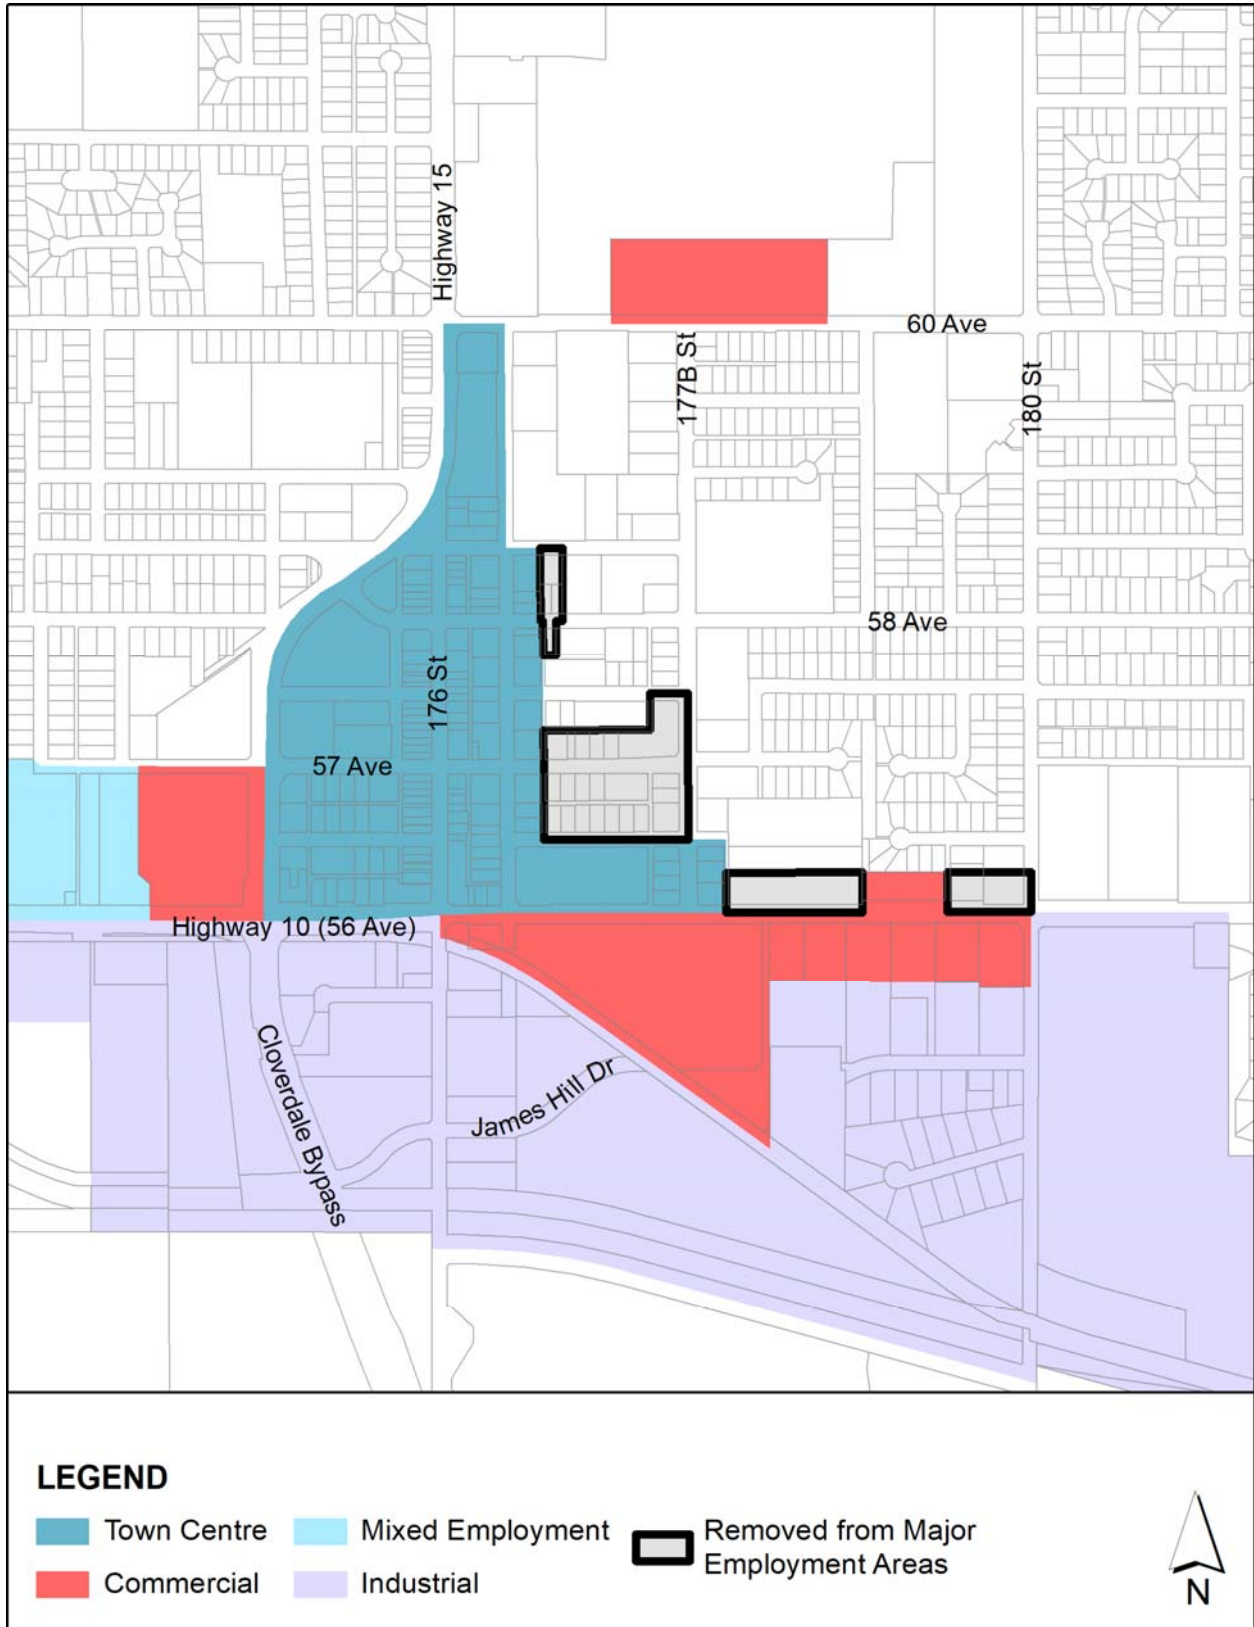 Highway 15
60 Ave
177B St
180 St
58 Ave
176 St
57 Ave
Highway 10 (56 Ave)
Cloverdale Bypass
James Hill Dr
LEGEND
Town Centre
Mixed Employment
Removed from Major
Employment Areas
Commercial
Industrial
N